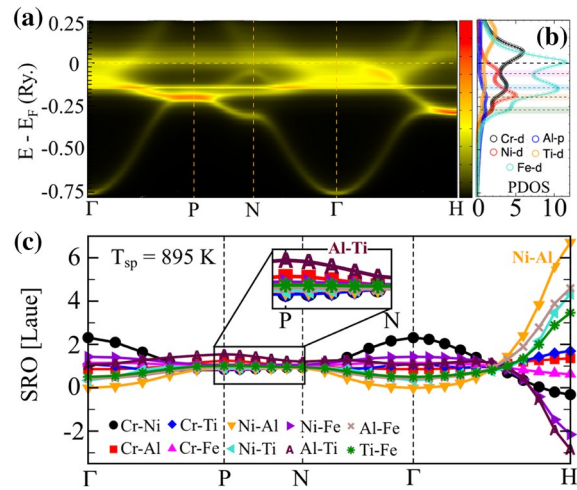 (a)
(b)
E - E_F (Ry.)
0.25
0
-0.25
-0.50
-0.75
Γ P N Γ H
Cr-d Al-p
Ni-d Ti-d
Fe-d
PDOS
0 5 10
(c)
T_sp = 895 K
Al-Ti
P N
Ni-Al
SRO [Laue]
6
4
2
0
-2
Cr-Ni Cr-Ti Ni-Al Ni-Fe Al-Fe
Cr-Al Cr-Fe Ni-Ti Al-Ti Ti-Fe
Γ P N Γ H